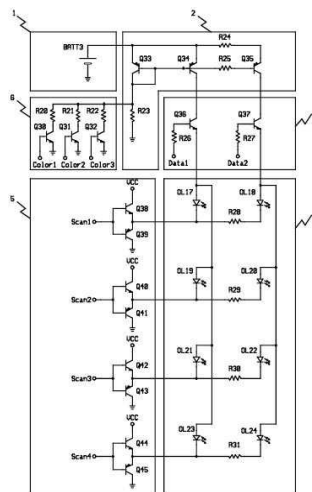 1
2
BATT3
Q33
Q34
R24
R25
Q35
6
R20
R21
R22
R23
Q30
Q31
Q32
Color1
Color2
Color3
Q36
Q37
R26
R27
Data1
Data2
5
VCC
Q38
Scan1
Q39
DL17
DL18
R28
VCC
Q40
Scan2
Q41
DL19
DL20
R29
VCC
Q42
Scan3
Q43
DL21
DL22
R30
VCC
Q44
Scan4
Q45
DL23
DL24
R31